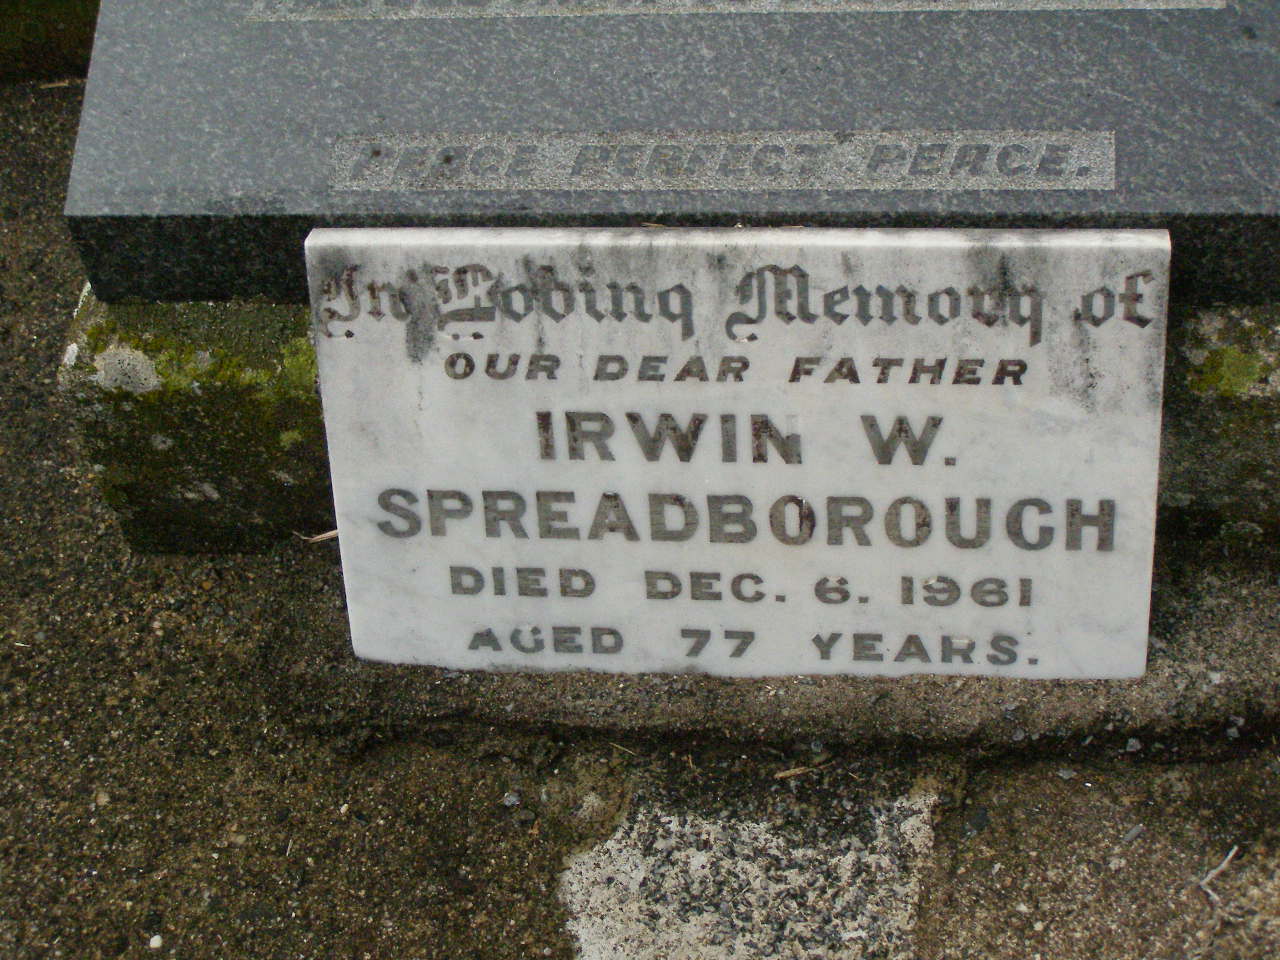 PEACE PERFECT PEACE.
In Loving Memory of
OUR DEAR FATHER
IRWIN W.
SPREADBOROUGH
DIED DEC. 6. 1961
AGED 77 YEARS.